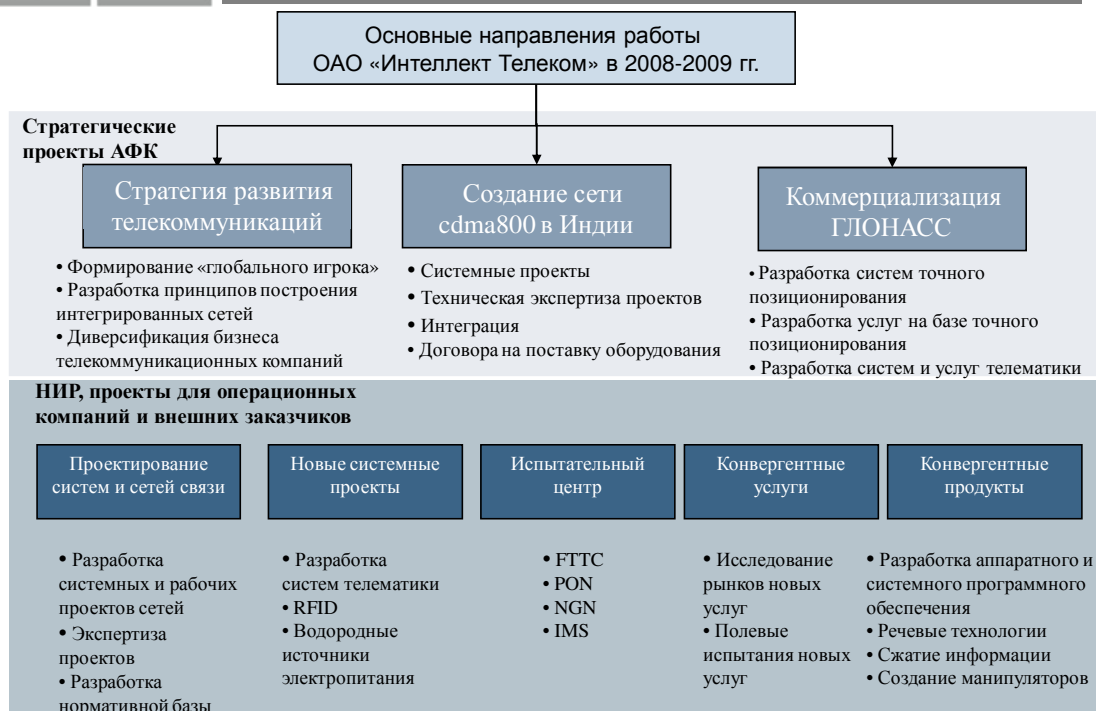 Основные направления работы
ОАО «Интеллект Телеком» в 2008-2009 гг.
Стратегические
проекты АФК
Стратегия развития
телекоммуникаций
• Формирование «глобального игрока»
• Разработка принципов построения
интегрированных сетей
• Диверсификация бизнеса
телекоммуникационных компаний
Создание сети
cdma800 в Индии
• Системные проекты
• Техническая экспертиза проектов
• Интеграция
• Договора на поставку оборудования
Коммерциализация
ГЛОНАСС
• Разработка систем точного
позиционирования
• Разработка услуг на базе точного
позиционирования
• Разработка систем и услуг телематики
НИР, проекты для операционных
компаний и внешних заказчиков
Проектирование
систем и сетей связи
• Разработка
системных и рабочих
проектов сетей
• Экспертиза
проектов
• Разработка
нормативной базы
Новые системные
проекты
• Разработка
систем телематики
• RFID
• Водородные
источники
электропитания
Испытательный
центр
• FTTC
• PON
• NGN
• IMS
Конвергентные
услуги
• Исследование
рынков новых
услуг
• Полевые
испытания новых
услуг
Конвергентные
продукты
• Разработка аппаратного и
системного программного
обеспечения
• Речевые технологии
• Сжатие информации
• Создание манипуляторов